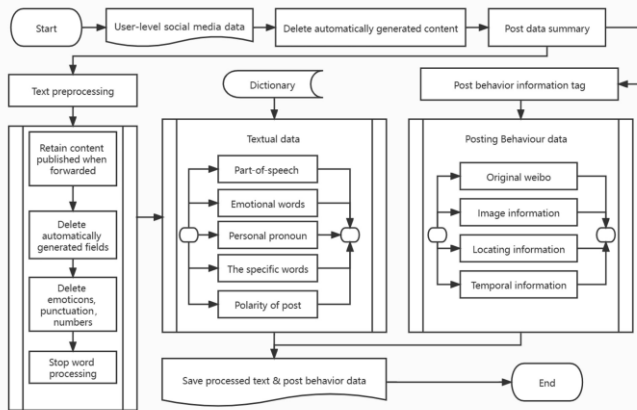 Start
User-level social media data
Delete automatically generated content
Post data summary
Text preprocessing
Dictionary
Post behavior information tag
Retain content
published when
forwarded
Delete
automatically
generated fields
Delete
emoticons,
punctuation,
numbers
Stop word
processing
Textual data
Part-of-speech
Emotional words
Personal pronoun
The specific words
Polarity of post
Posting Behaviour data
Original weibo
Image information
Locating information
Temporal information
Save processed text & post behavior data
End